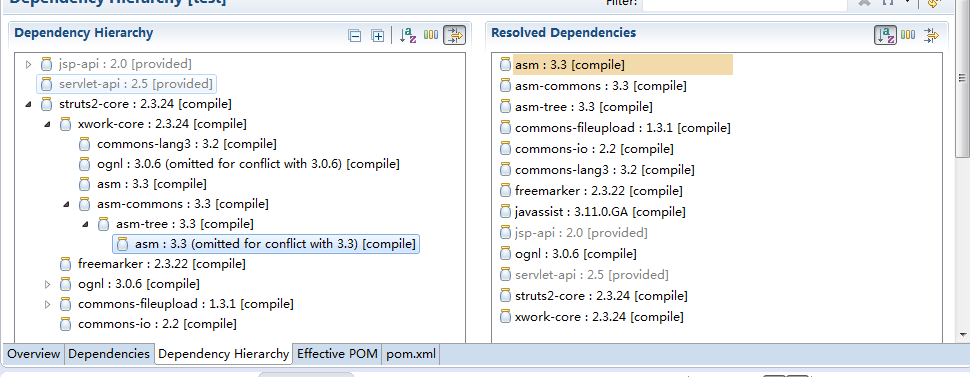 Dependency Hierarchy [test]
Filter:
Dependency Hierarchy
jsp-api : 2.0 [provided]
servlet-api : 2.5 [provided]
struts2-core : 2.3.24 [compile]
xwork-core : 2.3.24 [compile]
commons-lang3 : 3.2 [compile]
ognl : 3.0.6 (omitted for conflict with 3.0.6) [compile]
asm : 3.3 [compile]
asm-commons : 3.3 [compile]
asm-tree : 3.3 [compile]
asm : 3.3 (omitted for conflict with 3.3) [compile]
freemarker : 2.3.22 [compile]
ognl : 3.0.6 [compile]
commons-fileupload : 1.3.1 [compile]
commons-io : 2.2 [compile]
Resolved Dependencies
asm : 3.3 [compile]
asm-commons : 3.3 [compile]
asm-tree : 3.3 [compile]
commons-fileupload : 1.3.1 [compile]
commons-io : 2.2 [compile]
commons-lang3 : 3.2 [compile]
freemarker : 2.3.22 [compile]
javassist : 3.11.0.GA [compile]
jsp-api : 2.0 [provided]
ognl : 3.0.6 [compile]
servlet-api : 2.5 [provided]
struts2-core : 2.3.24 [compile]
xwork-core : 2.3.24 [compile]
Overview Dependencies Dependency Hierarchy Effective POM pom.xml